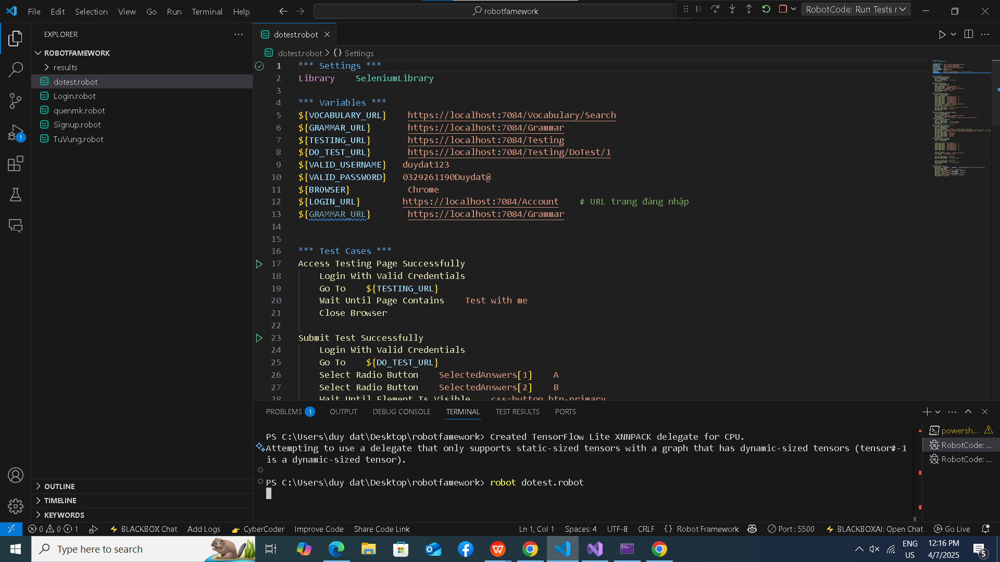 File Edit Selection View Go Run Terminal Help
robotfamework
RobotCode: Run Tests r
EXPLORER
ROBOTFAMEWORK
results
dotest.robot
Login.robot
quenmk.robot
Signup.robot
TuVung.robot
OUTLINE
TIMELINE
KEYWORDS
1
dotest.robot
dotest.robot > {} Settings
1 *** Settings ***
2 Library    SeleniumLibrary
3
4 *** Variables ***
5 ${VOCABULARY_URL}    https://localhost:7084/Vocabulary/Search
6 ${GRAMMAR_URL}       https://localhost:7084/Grammar
7 ${TESTING_URL}       https://localhost:7084/Testing
8 ${DO_TEST_URL}       https://localhost:7084/Testing/DoTest/1
9 ${VALID_USERNAME}   duydat123
10 ${VALID_PASSWORD}   0329261190Duydat@
11 ${BROWSER}           Chrome
12 ${LOGIN_URL}        https://localhost:7084/Account    # URL trang đăng nhập
13 ${GRAMMAR_URL}       https://localhost:7084/Grammar
14
15
16 *** Test Cases ***
17 Access Testing Page Successfully
18     Login With Valid Credentials
19     Go To    ${TESTING_URL}
20     Wait Until Page Contains    Test with me
21     Close Browser
22
23 Submit Test Successfully
24     Login With Valid Credentials
25     Go To    ${DO_TEST_URL}
26     Select Radio Button    SelectedAnswers[1]    A
27     Select Radio Button    SelectedAnswers[2]    B
28     Wait Until Element Is Visible    css=button.btn-primary
PROBLEMS 1 OUTPUT DEBUG CONSOLE TERMINAL TEST RESULTS PORTS
PS C:\Users\duy dat\Desktop\robotfamework> Created TensorFlow Lite XNNPACK delegate for CPU.
Attempting to use a delegate that only supports static-sized tensors with a graph that has dynamic-sized tensors (tensor#-1
is a dynamic-sized tensor).
PS C:\Users\duy dat\Desktop\robotfamework> robot dotest.robot
powersh...
RobotCode: ...
RobotCode: ...
0 0 1 BLACKBOX Chat Add Logs CyberCoder Improve Code Share Code Link Ln 1, Col 1 Spaces: 4 UTF-8 CRLF {} Robot Framework Port : 5500 BLACKBOXAI: Open Chat Go Live
Type here to search
ENG
US
12:16 PM
4/7/2025
5